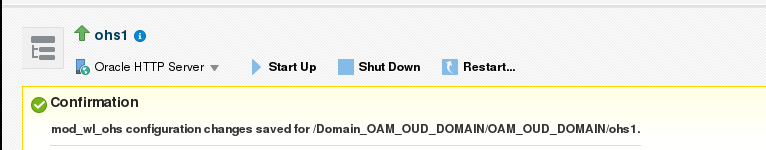 ohs1
Oracle HTTP Server Start Up Shut Down Restart...
Confirmation
mod_wl_ohs configuration changes saved for /Domain_OAM_OUD_DOMAIN/OAM_OUD_DOMAIN/ohs1.